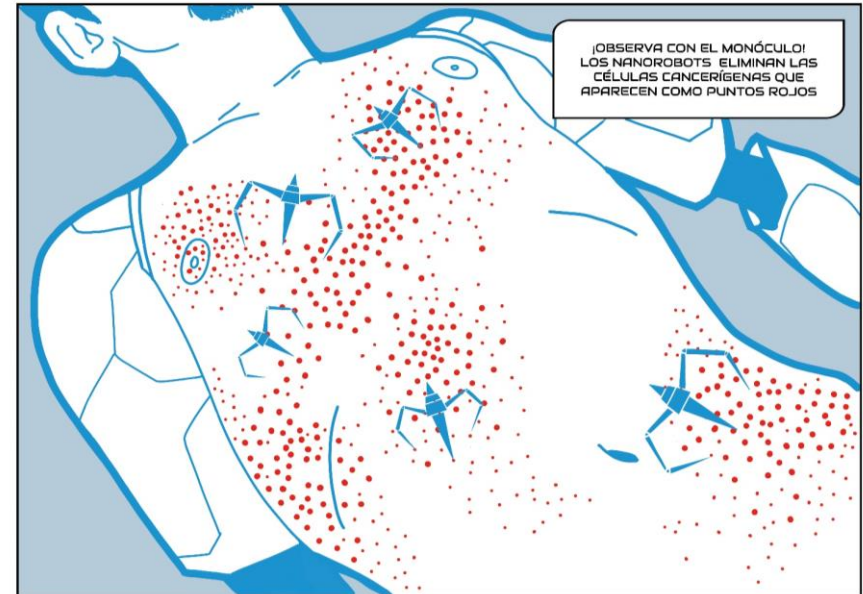 ¡OBSERVA CON EL MONÓCULO!
LOS NANOROBOTS ELIMINAN LAS
CÉLULAS CANCERÍGENAS QUE
APARECEN COMO PUNTOS ROJOS